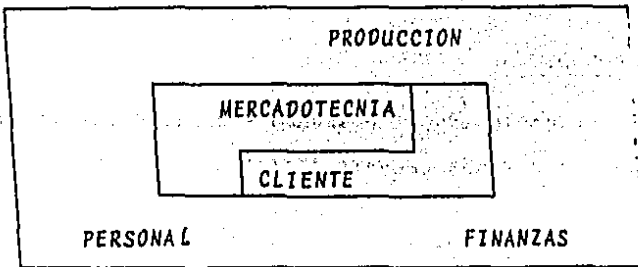 PRODUCCION
MERCADOTECNIA
CLIENTE
PERSONAL
FINANZAS